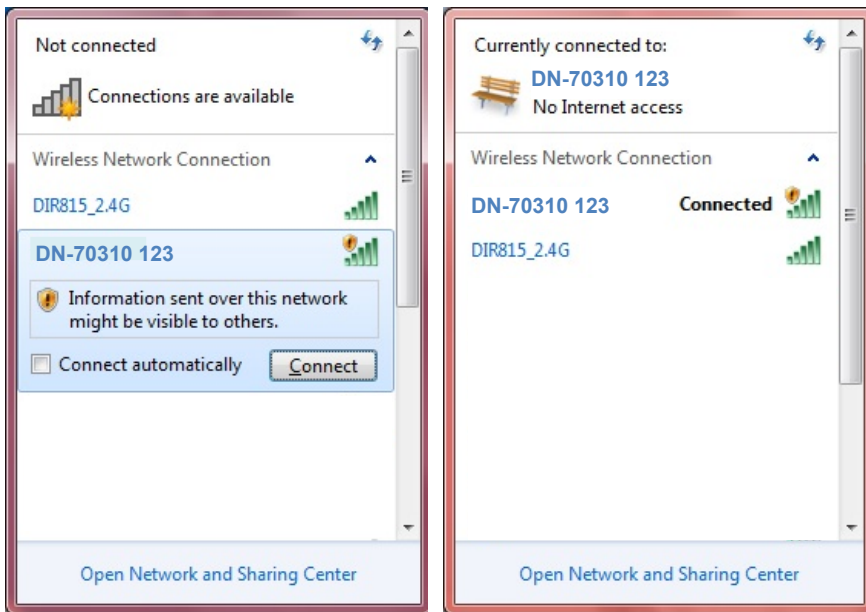 Not connected
Connections are available
Wireless Network Connection
DIR815_2.4G
DN-70310 123
Information sent over this network
might be visible to others.
Connect automatically
Connect
Open Network and Sharing Center
Currently connected to:
DN-70310 123
No Internet access
Wireless Network Connection
DN-70310 123 Connected
DIR815_2.4G
Open Network and Sharing Center